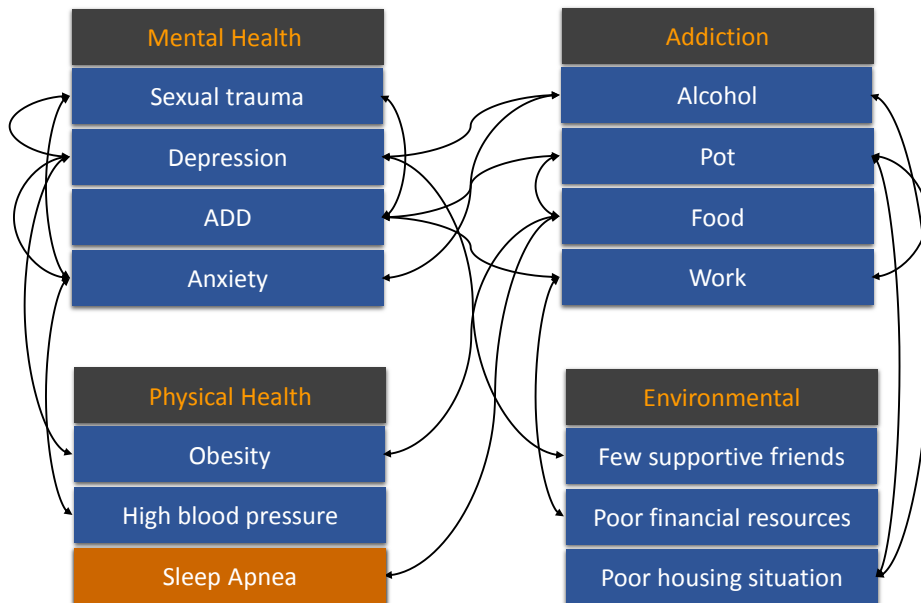 Mental Health
Sexual trauma
Depression
ADD
Anxiety
Addiction
Alcohol
Pot
Food
Work
Physical Health
Obesity
High blood pressure
Sleep Apnea
Environmental
Few supportive friends
Poor financial resources
Poor housing situation